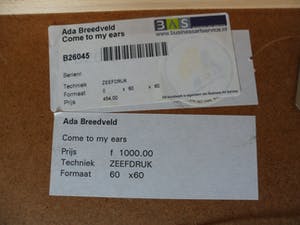 Ada Breedveld
Come to my ears
BAS
www.businessartservice.nl
B26045
Serienr
Techniek ZEEFDRUK
Formaat 0 x 60 x 60
Prijs 454,00
Ada Breedveld
Come to my ears
Prijs f 1000.00
Techniek ZEEFDRUK
Formaat 60 x60